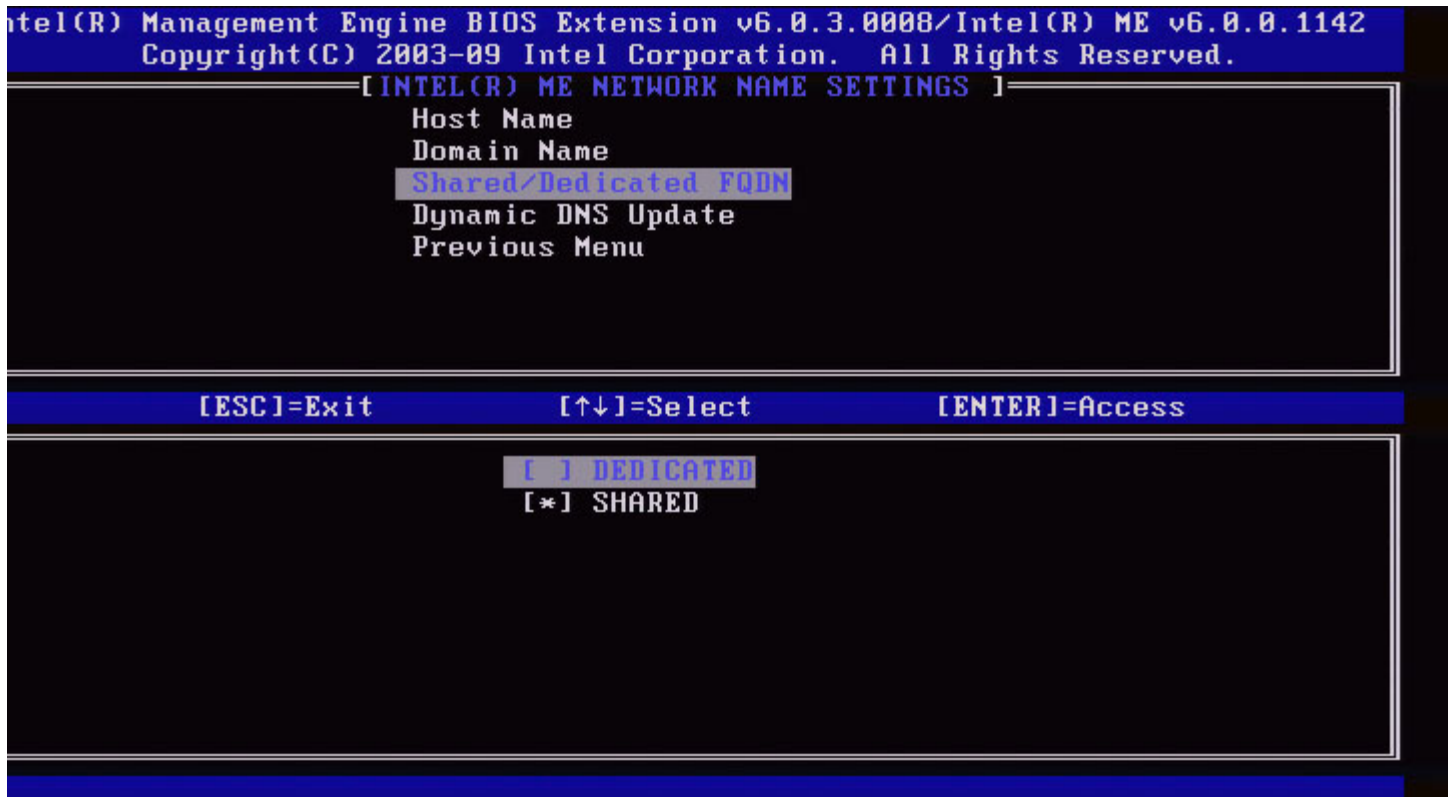 ntel(R) Management Engine BIOS Extension v6.0.3.0008/Intel(R) ME v6.0.0.1142
Copyright(C) 2003-09 Intel Corporation. All Rights Reserved.
[INTEL(R) ME NETWORK NAME SETTINGS ]
Host Name
Domain Name
Shared/Dedicated FQDN
Dynamic DNS Update
Previous Menu
[ESC]=Exit [↑↓]=Select [ENTER]=Access
[ ] DEDICATED
[*] SHARED